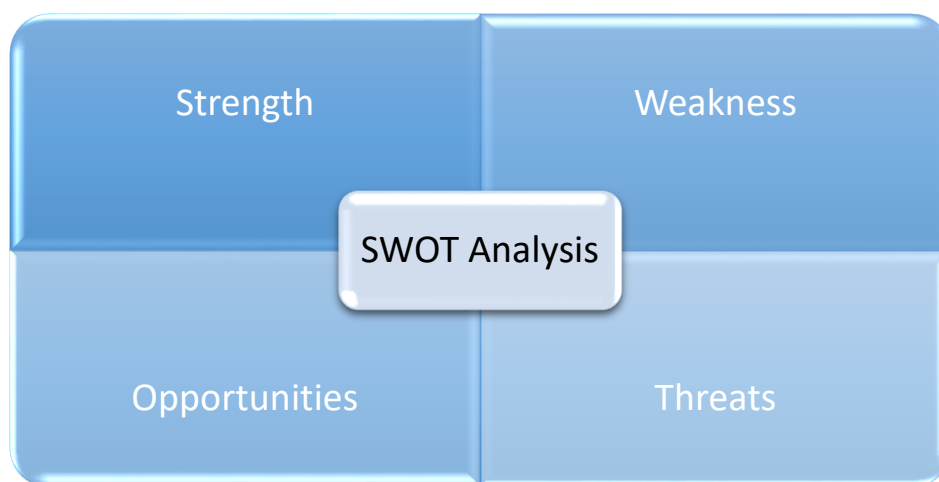 Strength
Weakness
SWOT Analysis
Opportunities
Threats